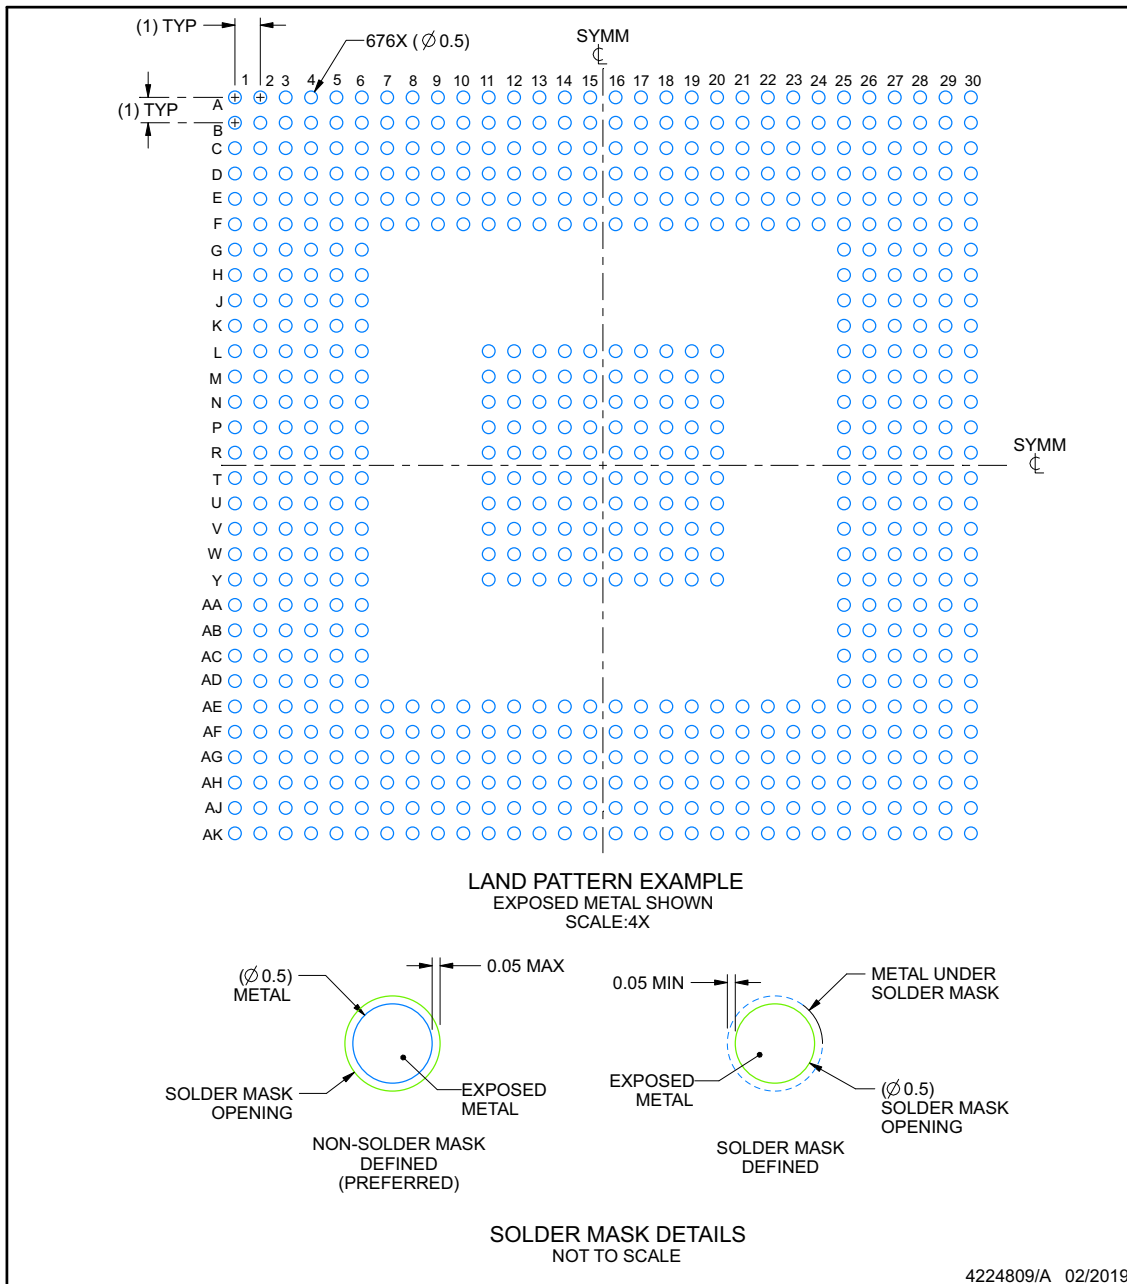 (1) TYP
676X (∅ 0.5)
SYMM
℄
1 2 3 4 5 6 7 8 9 10 11 12 13 14 15 16 17 18 19 20 21 22 23 24 25 26 27 28 29 30
(1) TYP
A
B
C
D
E
F
G
H
J
K
L
M
N
P
R
SYMM
℄
T
U
V
W
Y
AA
AB
AC
AD
AE
AF
AG
AH
AJ
AK
LAND PATTERN EXAMPLE
EXPOSED METAL SHOWN
SCALE:4X
(∅ 0.5)
METAL
0.05 MAX
SOLDER MASK
OPENING
EXPOSED
METAL
NON-SOLDER MASK
DEFINED
(PREFERRED)
0.05 MIN
METAL UNDER
SOLDER MASK
EXPOSED
METAL
(∅ 0.5)
SOLDER MASK
OPENING
SOLDER MASK
DEFINED
SOLDER MASK DETAILS
NOT TO SCALE
4224809/A 02/2019